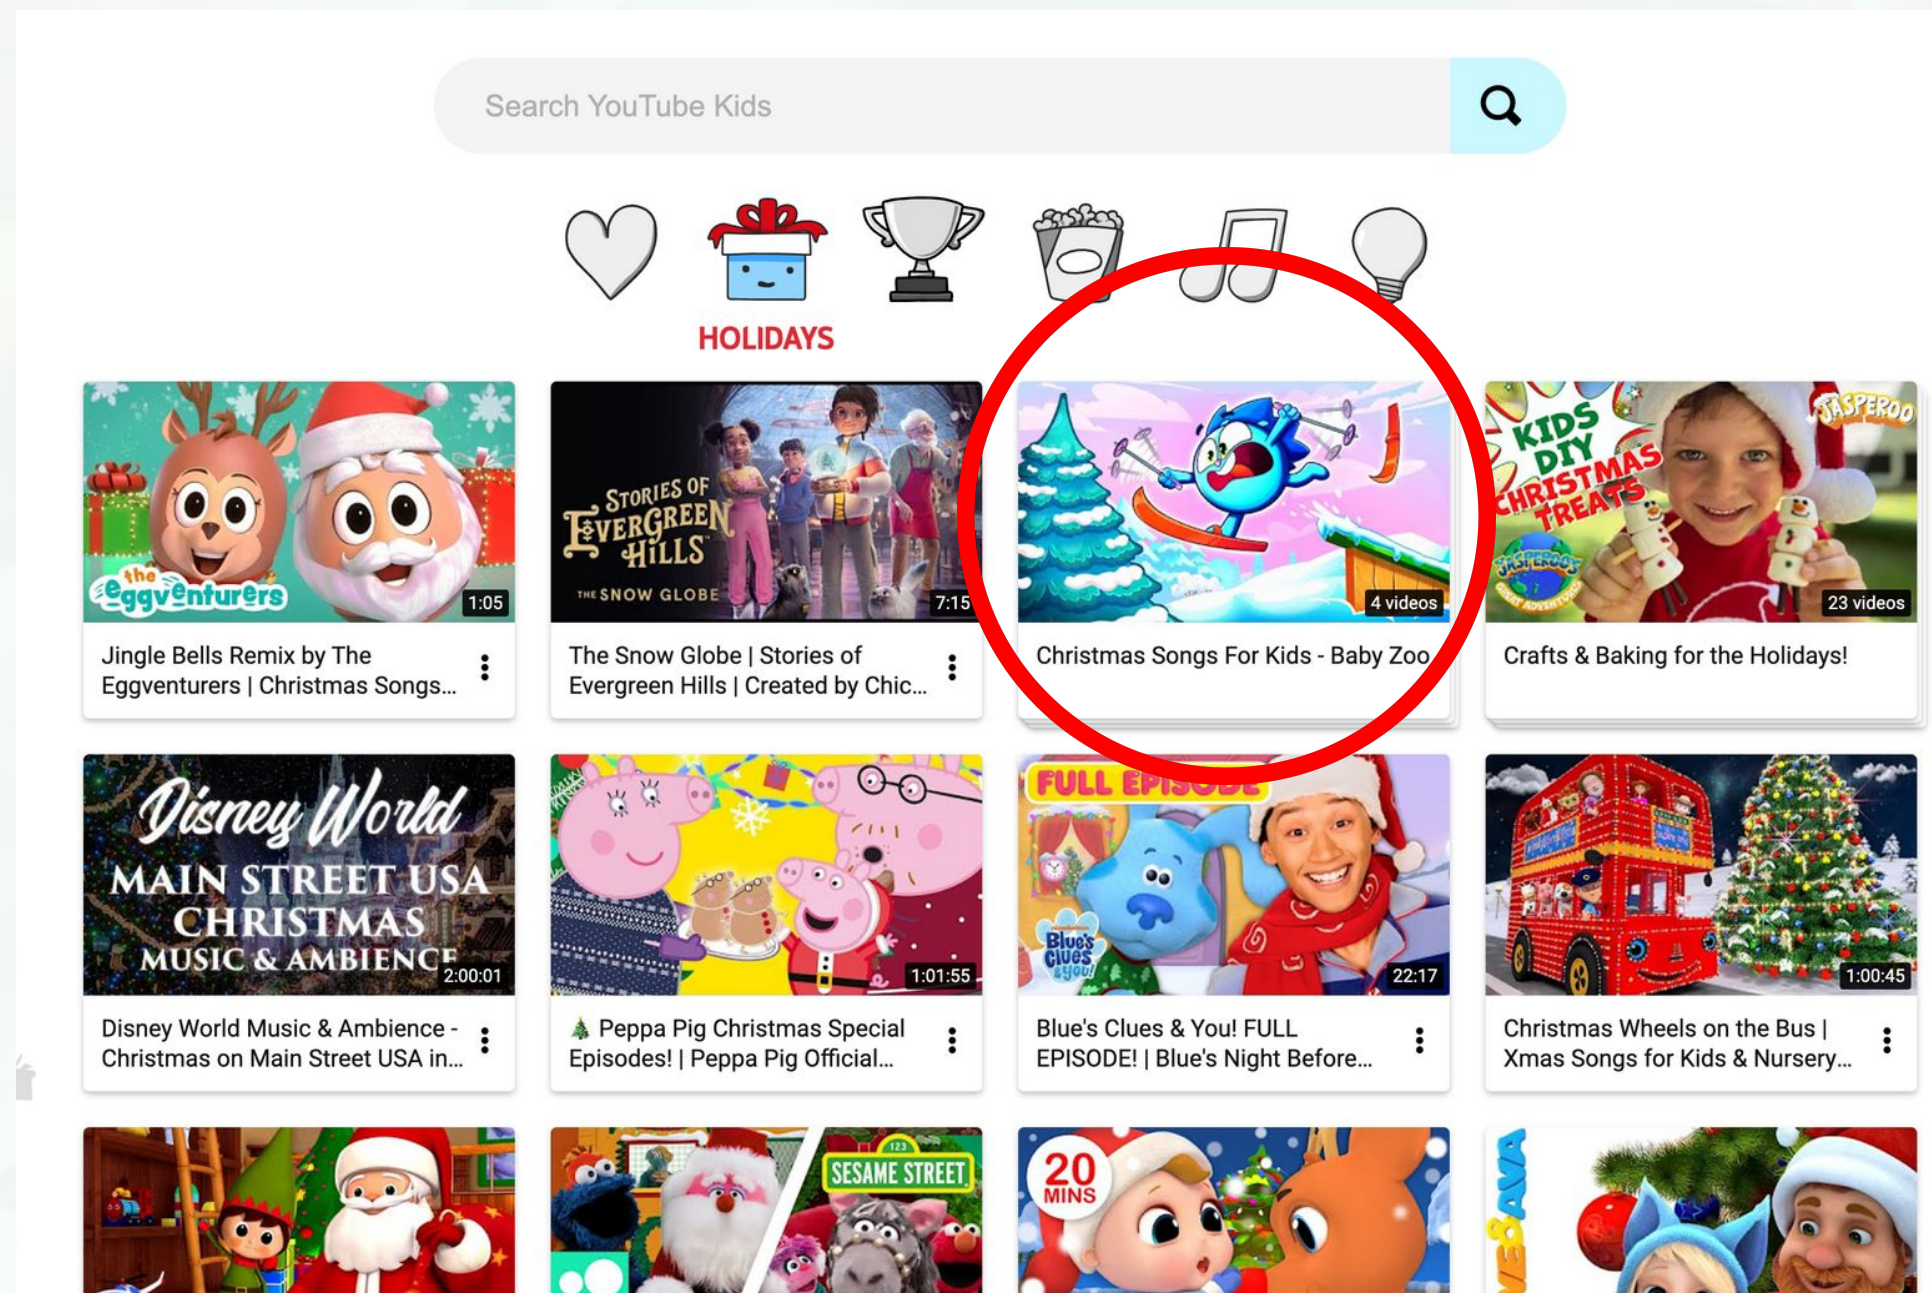 Search YouTube Kids
HOLIDAYS
the
eggventurers
1:05
Jingle Bells Remix by The
Eggventurers | Christmas Songs...
STORIES OF
EVERGREEN
HILLS
THE SNOW GLOBE
7:15
The Snow Globe | Stories of
Evergreen Hills | Created by Chic...
4 videos
Christmas Songs For Kids - Baby Zoo
KIDS
DIY
CHRISTMAS
TREATS
JASPEROO
JASPEROO'S
GREAT ADVENTURES
23 videos
Crafts & Baking for the Holidays!
Disney World
MAIN STREET USA
CHRISTMAS
MUSIC & AMBIENCE
2:00:01
Disney World Music & Ambience -
Christmas on Main Street USA in...
1:01:55
🎄 Peppa Pig Christmas Special
Episodes! | Peppa Pig Official...
FULL EPISODE
Blue's
Clues
& you!
22:17
Blue's Clues & You! FULL
EPISODE! | Blue's Night Before...
1:00:45
Christmas Wheels on the Bus |
Xmas Songs for Kids & Nursery...
123
SESAME STREET
20
MINS
VE & AVA